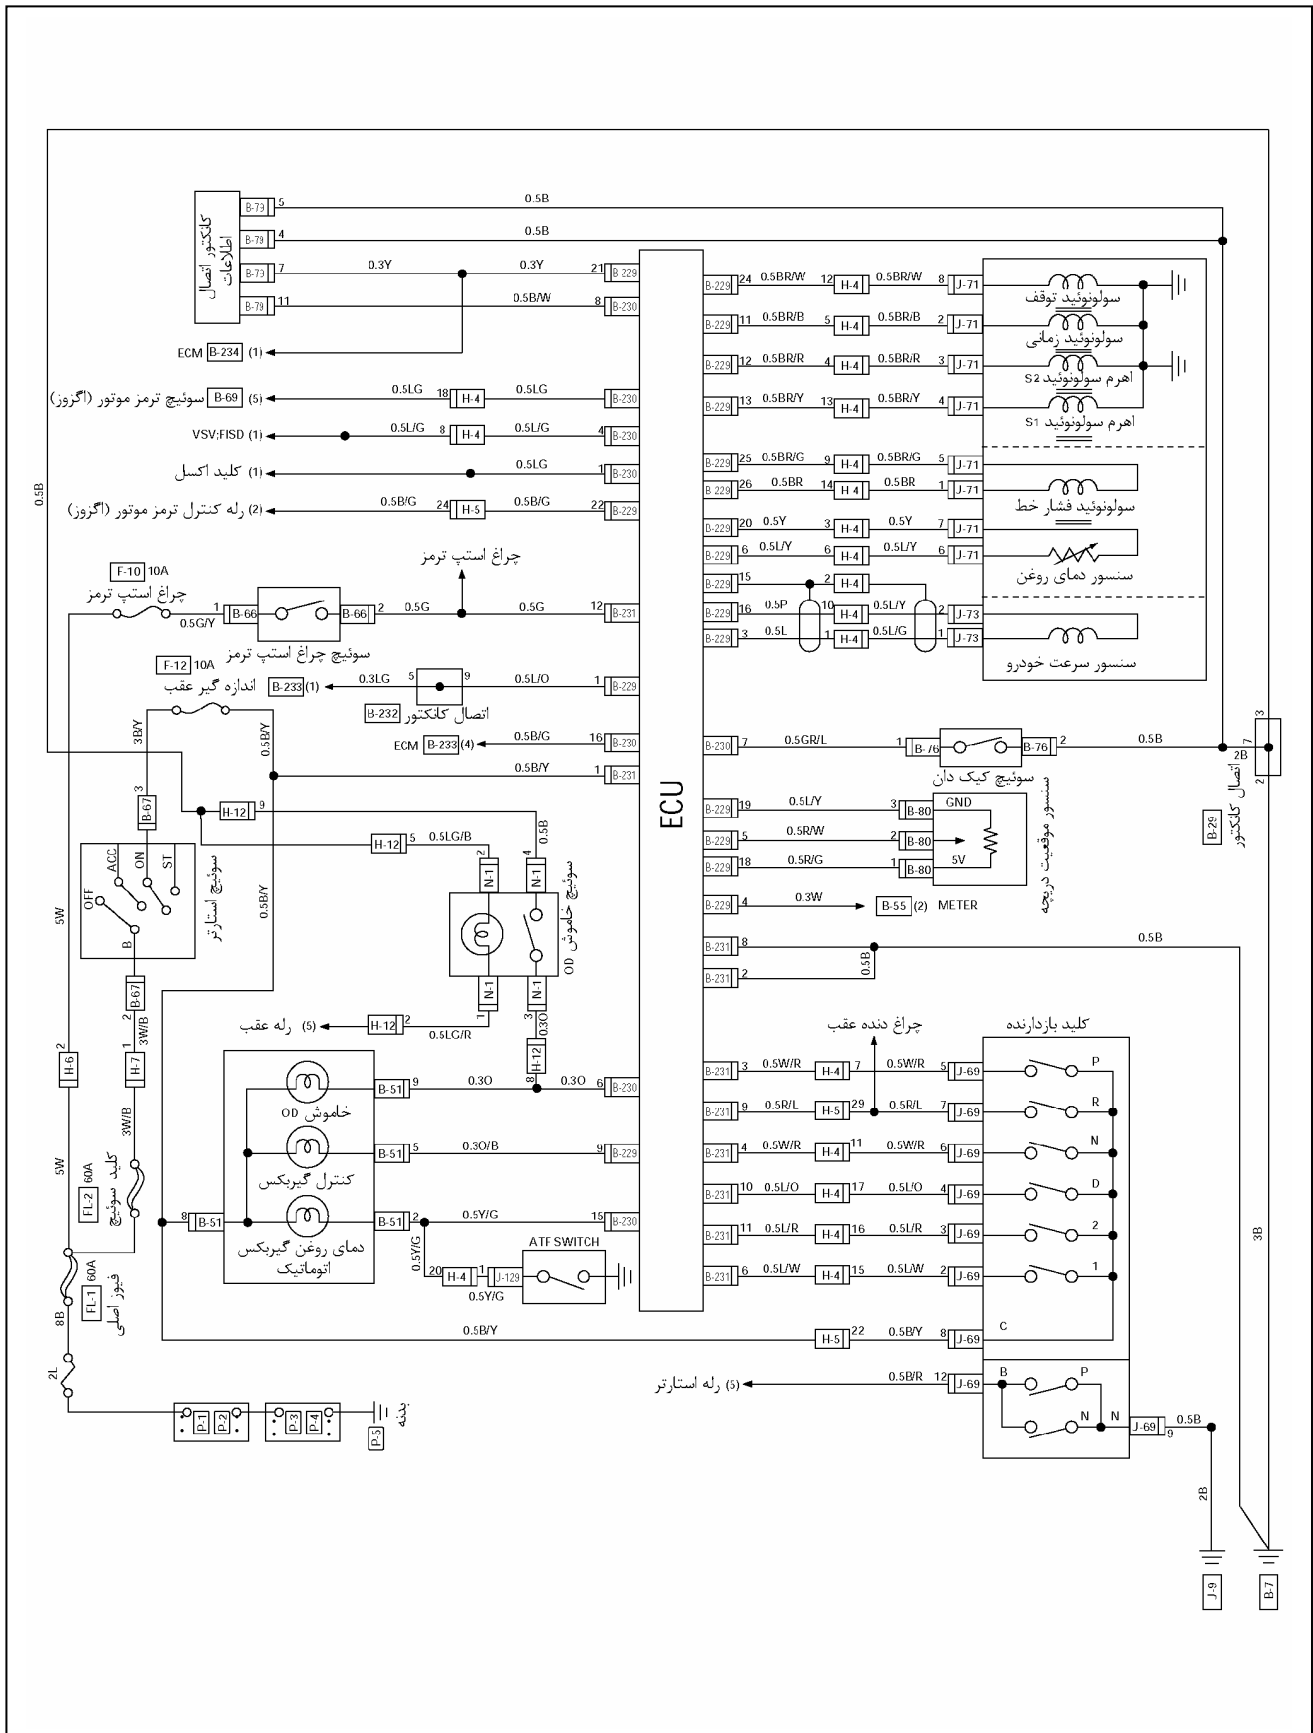 0.5B
B-79 5
کانکتور اتصال
اطلاعات
0.5B
B-79 4
B-79 7 0.3Y 0.3Y 21 B-229
B-79 11 0.5B/W 8 B-230
ECM B-234 (1)
سوئیچ ترمز موتور (اگزوز) B-69 (5) 0.5LG 18 H-4 0.5LG B-230
VSV;FISD (1) 0.5L/G 8 H-4 0.5L/G 4 B-230
کلید اکسل (1) 0.5LG 1 B-230
رله کنترل ترمز موتور (اگزوز) (2) 0.5B/G 24 H-5 0.5B/G 22 B-229
0.5B
چراغ استپ ترمز
F-10 10A
چراغ استپ ترمز
0.5G/Y 1 B-66 B-66 2 0.5G 0.5G 12 B-231
سوئیچ چراغ استپ ترمز
F-12 10A
اندازه گیر عقب
B-233 (1) 0.3LG 5 9 0.5L/O 1 B-229
B-232 اتصال کانکتور
ECM B-233 (4) 0.5B/G 16 B-230
0.5B/Y 1 B-231
3B/Y
0.5B/Y
3 B-67
H-12 9
H-12 5 0.5LG/B
0.5B
2 N-1
4 N-1
سوئیچ خاموش OD
OFF ACC ON ST
B
سوئیچ استارتر
5W
0.5B/Y
B-67 2
3W/B
N-1 1
N-1 3
0.3O
رله عقب (5) H-12 2 0.5LG/R
H-12 8
2 H-6
1 H-7
3W/B
5W
B-51 9 0.3O 0.3O 6 B-230
خاموش OD
B-51 5 0.3O/B 9 B-229
کنترل گیربکس
8 B-51 B-51 2 0.5Y/G 15 B-230
دمای روغن گیربکس
اتوماتیک
0.5Y/G
ATF SWITCH
20 H-4 1 J-129
0.5Y/G
FL-2 60A
کلید سوئیچ
FL-1 60A
فیوز اصلی
8B
2L
P-1 P-2 P-3 P-4
P-5
بدنه
ECU
B-229 24 0.5BR/W 12 H-4 0.5BR/W 8 J-71
سولونوئید توقف
B-229 11 0.5BR/B 5 H-4 0.5BR/B 2 J-71
سولونوئید زمانی
B-229 12 0.5BR/R 4 H-4 0.5BR/R 3 J-71
اهرم سولونوئید S2
B-229 13 0.5BR/Y 13 H-4 0.5BR/Y 4 J-71
اهرم سولونوئید S1
B-229 25 0.5BR/G 9 H-4 0.5BR/G 5 J-71
B-229 26 0.5BR 14 H-4 0.5BR 1 J-71
سولونوئید فشار خط
B-229 20 0.5Y 3 H-4 0.5Y 7 J-71
B-229 6 0.5L/Y 6 H-4 0.5L/Y 6 J-71
سنسور دمای روغن
B-229 15 2 H-4
B-229 16 0.5P 10 H-4 0.5L/Y 2 J-73
B-229 3 0.5L 1 H-4 0.5L/G 1 J-73
سنسور سرعت خودرو
B-230 7 0.5GR/L 1 B-76 B-76 2 0.5B
سوئیچ کیک دان
3
7
2B
2
اتصال کانکتور
B-29
B-229 19 0.5L/Y 3 B-80 GND
B-229 5 0.5R/W 2 B-80
B-229 18 0.5R/G 1 B-80 5V
سنسور موقعیت دریچه
B-229 4 0.3W B-55 (2) METER
B-231 8 0.5B
0.5B
B-231 2
چراغ دنده عقب
کلید بازدارنده
B-231 3 0.5W/R H-4 7 0.5W/R 5 J-69 P
B-231 9 0.5R/L H-5 29 0.5R/L 7 J-69 R
B-231 4 0.5W/R H-4 11 0.5W/R 6 J-69 N
B-231 10 0.5L/O H-4 17 0.5L/O 4 J-69 D
B-231 11 0.5L/R H-4 16 0.5L/R 3 J-69 2
B-231 6 0.5L/W H-4 15 0.5L/W 2 J-69 1
0.5B/Y H-5 22 0.5B/Y 8 J-69 C
رله استارتر (5) 0.5B/R 12 J-69 B P
N N J-69 9 0.5B
3B
2B
J-9
B-7